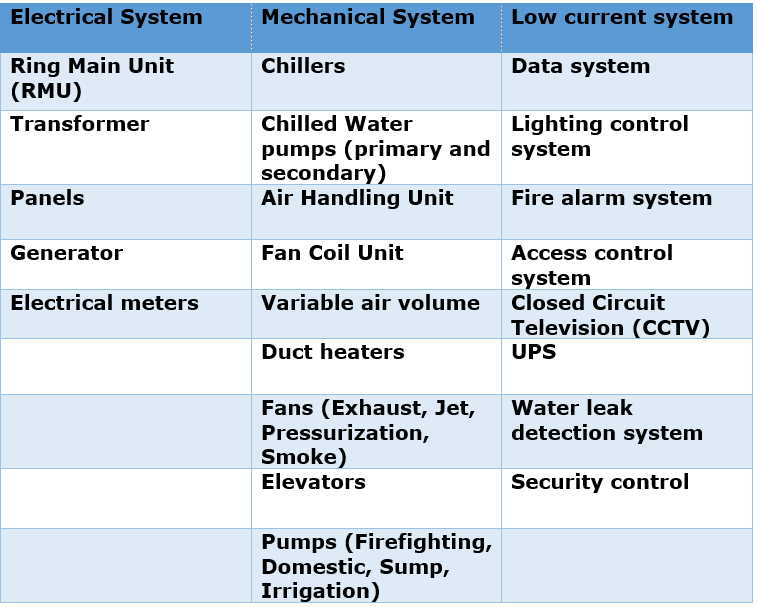 Electrical System
Mechanical System
Low current system
Ring Main Unit
(RMU)
Chillers
Data system
Transformer
Chilled Water
pumps (primary and
secondary)
Lighting control
system
Panels
Air Handling Unit
Fire alarm system
Generator
Fan Coil Unit
Access control
system
Electrical meters
Variable air volume
Closed Circuit
Television (CCTV)
Duct heaters
UPS
Fans (Exhaust, Jet,
Pressurization,
Smoke)
Water leak
detection system
Elevators
Security control
Pumps (Firefighting,
Domestic, Sump,
Irrigation)